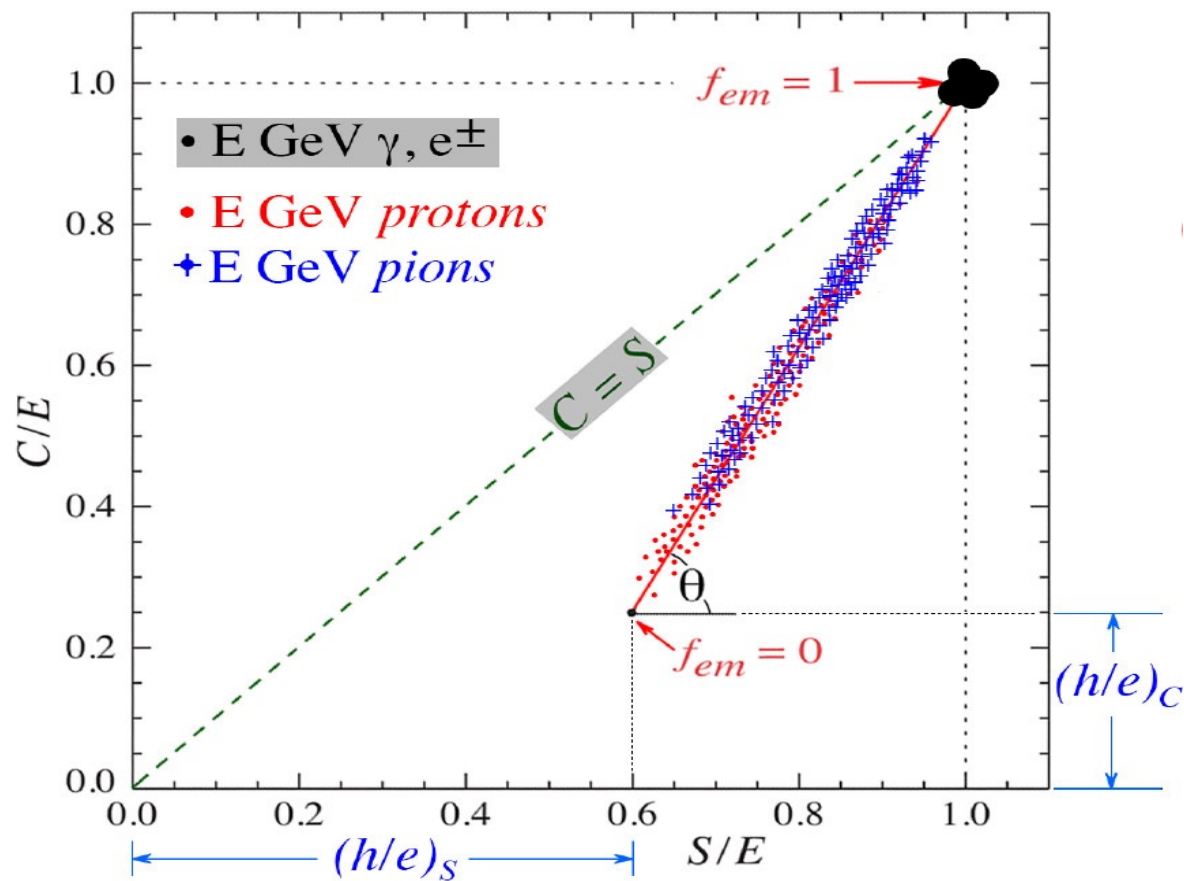 1.0
0.8
0.6
0.4
0.2
0.0
C/E
f_em = 1
• E GeV γ, e±
• E GeV protons
+ E GeV pions
C = S
θ
f_em = 0
(h/e)_C
0.0 0.2 0.4 0.6 0.8 1.0
(h/e)_S
S/E